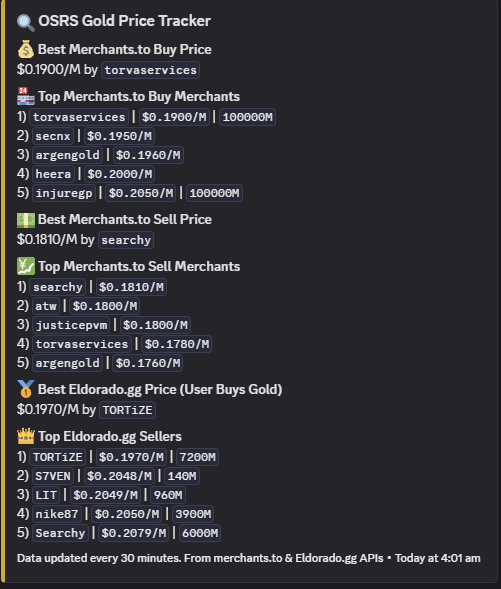 OSRS Gold Price Tracker
Best Merchants.to Buy Price
$0.1900/M by torvaservices
24
Top Merchants.to Buy Merchants
1) torvaservices | $0.1900/M | 100000M
2) secnx | $0.1950/M
3) argengold | $0.1960/M
4) heera | $0.2000/M
5) injuregp | $0.2050/M | 100000M
Best Merchants.to Sell Price
$0.1810/M by searchy
Top Merchants.to Sell Merchants
1) searchy | $0.1810/M
2) atw | $0.1800/M
3) justicepvm | $0.1800/M
4) torvaservices | $0.1780/M
5) argengold | $0.1760/M
Best Eldorado.gg Price (User Buys Gold)
$0.1970/M by TORTiZE
Top Eldorado.gg Sellers
1) TORTiZE | $0.1970/M | 7200M
2) S7VEN | $0.2048/M | 140M
3) LIT | $0.2049/M | 960M
4) nike87 | $0.2050/M | 3900M
5) Searchy | $0.2079/M | 6000M
Data updated every 30 minutes. From merchants.to & Eldorado.gg APIs • Today at 4:01 am